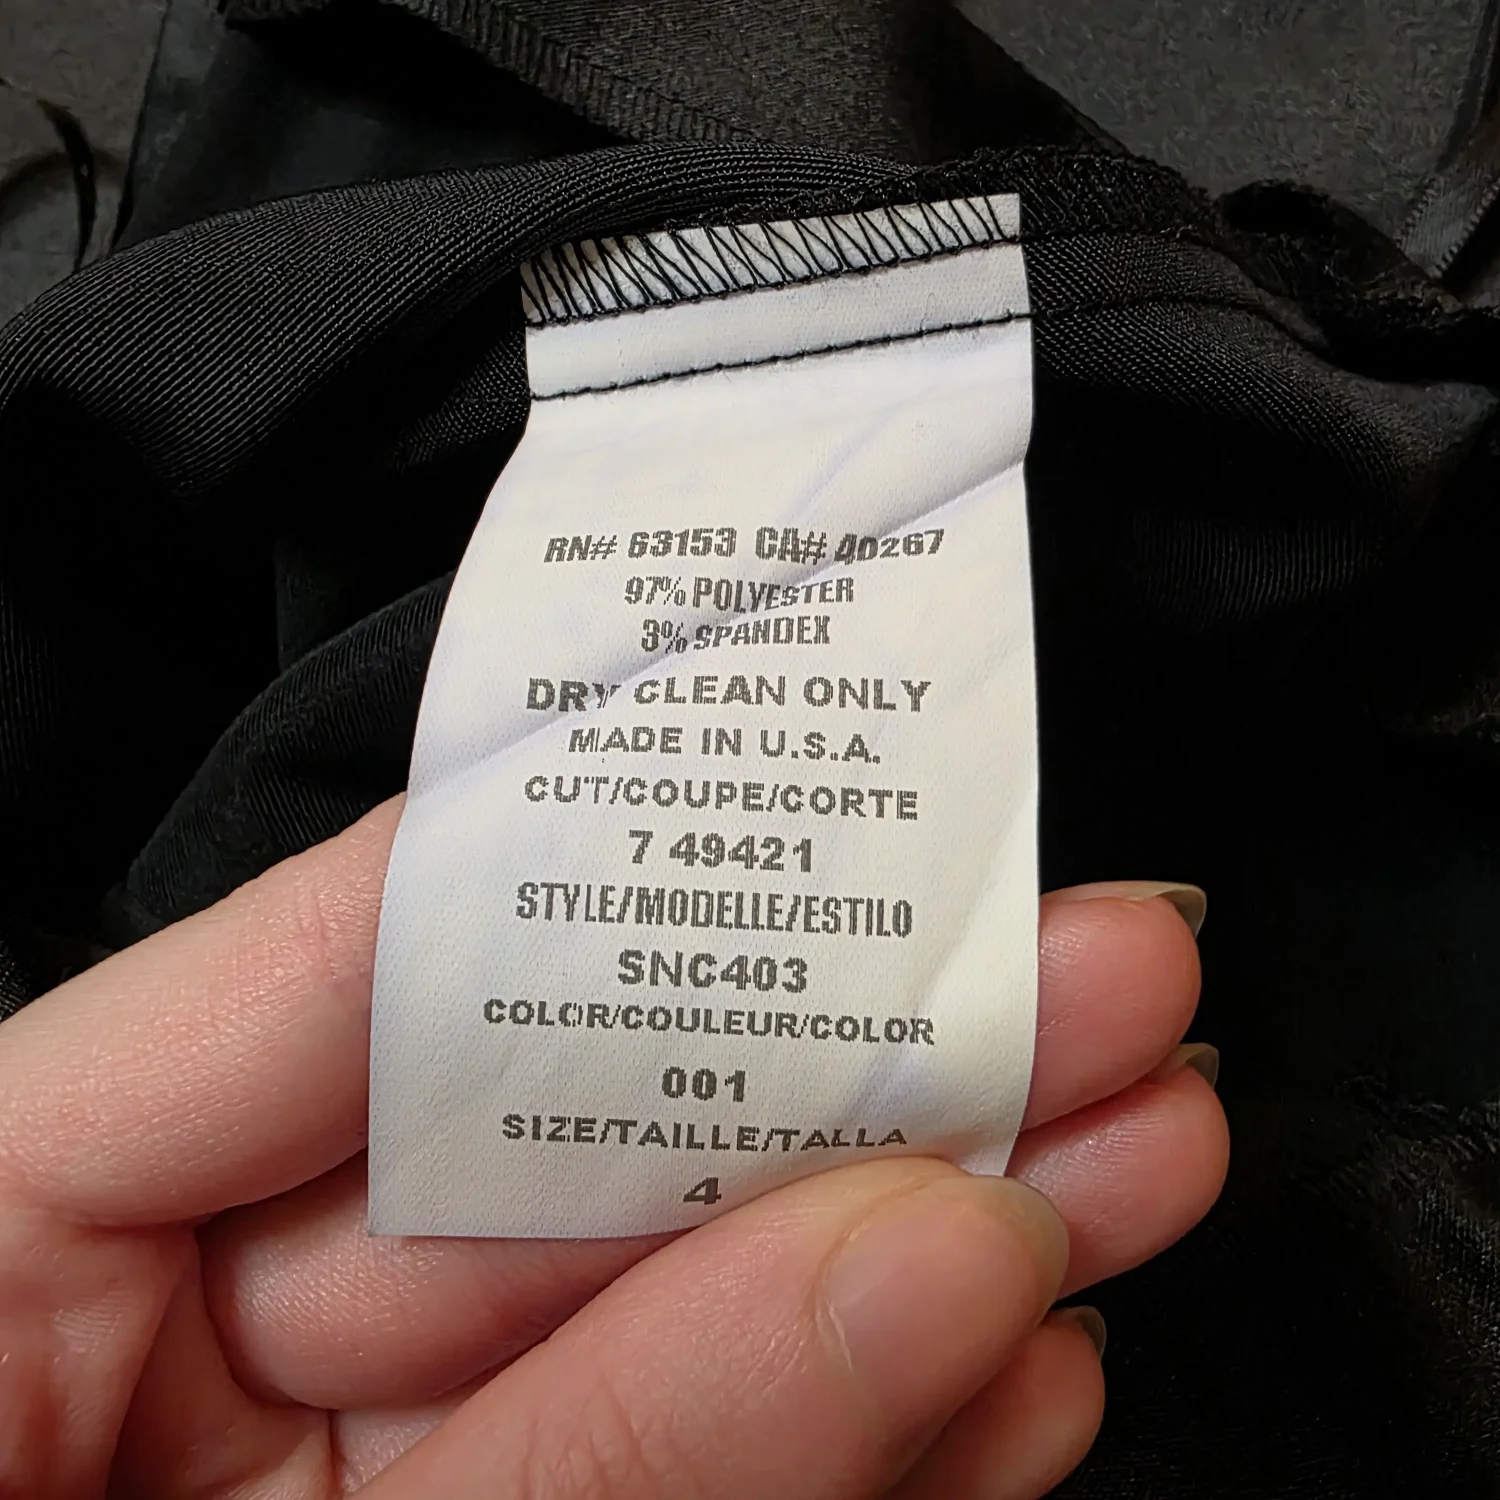 RN# 63153 CA# 40267
97% POLYESTER
3% SPANDEX
DRY CLEAN ONLY
MADE IN U.S.A.
CUT/COUPE/CORTE
7 49421
STYLE/MODELLE/ESTILO
SNC403
COLOR/COULEUR/COLOR
001
SIZE/TAILLE/TALLA
4